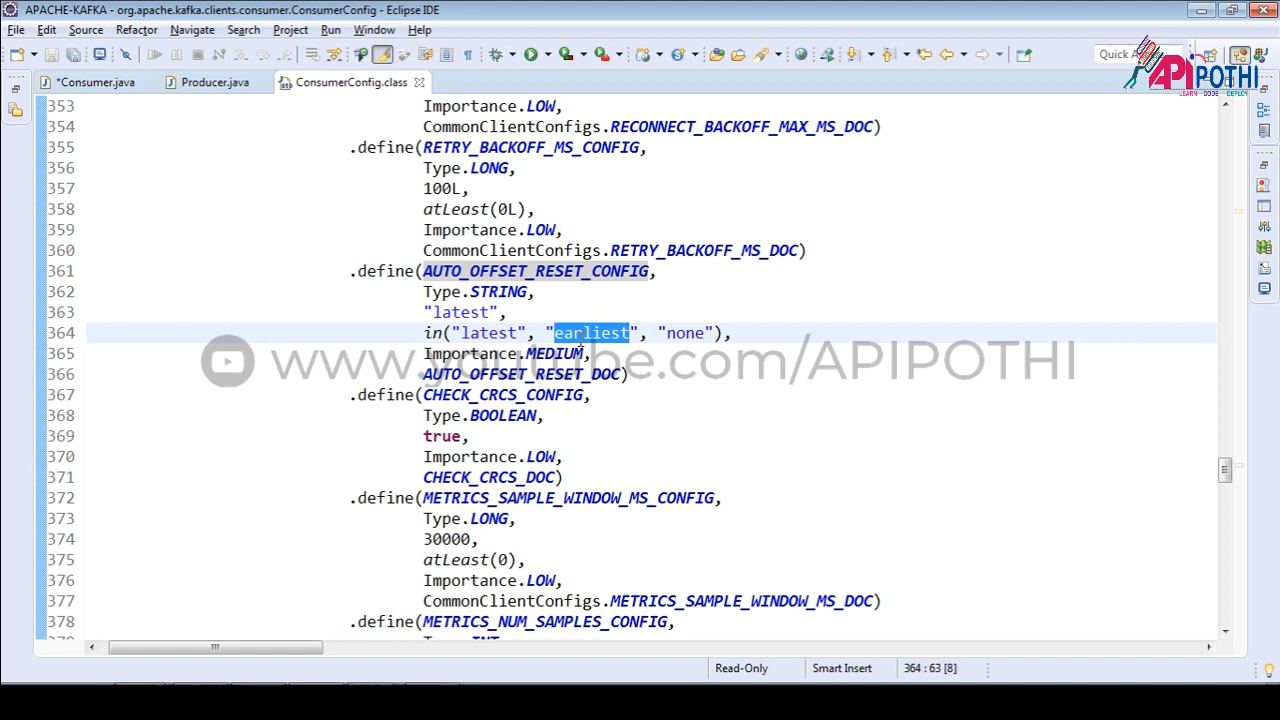 APACHE-KAFKA - org.apache.kafka.clients.consumer.ConsumerConfig - Eclipse IDE
File Edit Source Refactor Navigate Search Project Run Window Help
Quick A
APIPOTHI
LEARN CODE DEPLOY
*Consumer.java Producer.java ConsumerConfig.class
353 Importance.LOW,
354 CommonClientConfigs.RECONNECT_BACKOFF_MAX_MS_DOC)
355 .define(RETRY_BACKOFF_MS_CONFIG,
356 Type.LONG,
357 100L,
358 atLeast(0L),
359 Importance.LOW,
360 CommonClientConfigs.RETRY_BACKOFF_MS_DOC)
361 .define(AUTO_OFFSET_RESET_CONFIG,
362 Type.STRING,
363 "latest",
364 in("latest", "earliest", "none"),
365 Importance.MEDIUM,
www.youtube.com/APIPOTHI
366 AUTO_OFFSET_RESET_DOC)
367 .define(CHECK_CRCS_CONFIG,
368 Type.BOOLEAN,
369 true,
370 Importance.LOW,
371 CHECK_CRCS_DOC)
372 .define(METRICS_SAMPLE_WINDOW_MS_CONFIG,
373 Type.LONG,
374 30000,
375 atLeast(0),
376 Importance.LOW,
377 CommonClientConfigs.METRICS_SAMPLE_WINDOW_MS_DOC)
378 .define(METRICS_NUM_SAMPLES_CONFIG,
Read-Only Smart Insert 364 : 63 [8]